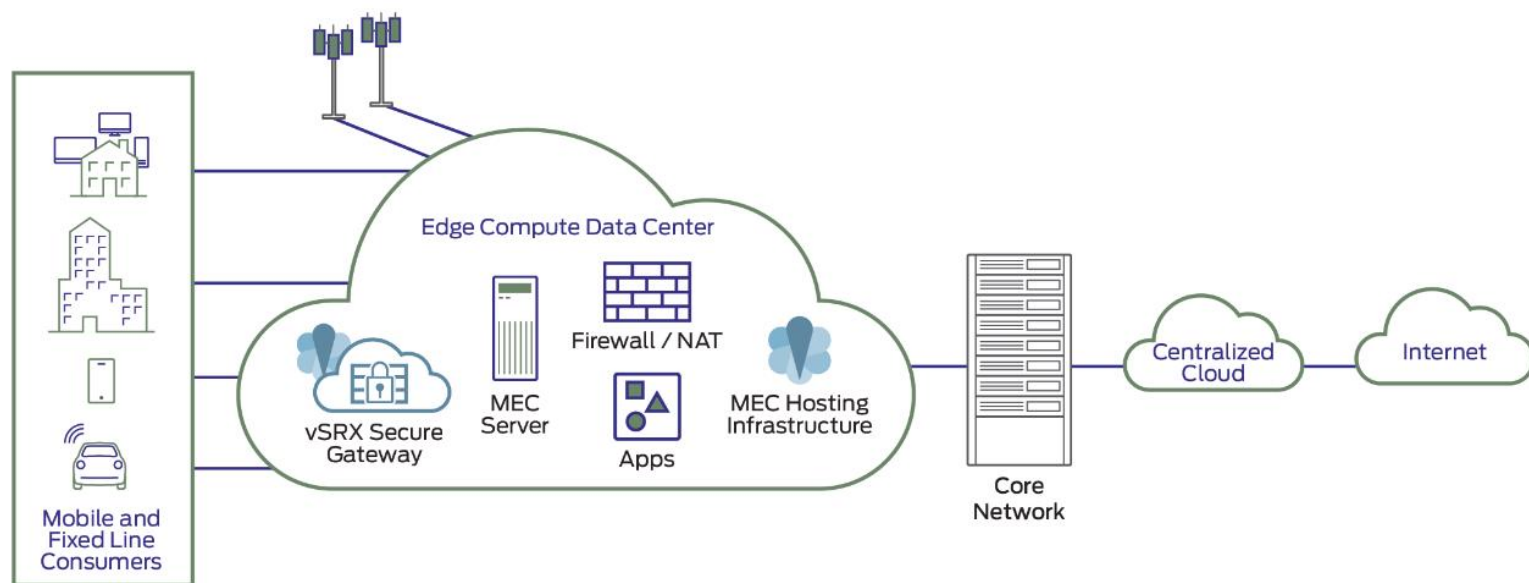 Edge Compute Data Center
Firewall / NAT
vSRX Secure
Gateway
MEC
Server
Apps
MEC Hosting
Infrastructure
Mobile and
Fixed Line
Consumers
Core
Network
Centralized
Cloud
Internet